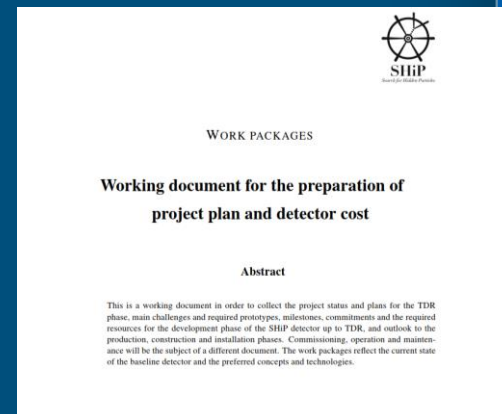 SHiP
Search for Hidden Particles
WORK PACKAGES
Working document for the preparation of
project plan and detector cost
Abstract
This is a working document in order to collect the project status and plans for the TDR
phase, main challenges and required prototypes, milestones, commitments and the required
resources for the development phase of the SHiP detector up to TDR, and outlook to the
production, construction and installation phases. Commissioning, operation and mainten-
ance will be the subject of a different document. The work packages reflect the current state
of the baseline detector and the preferred concepts and technologies.